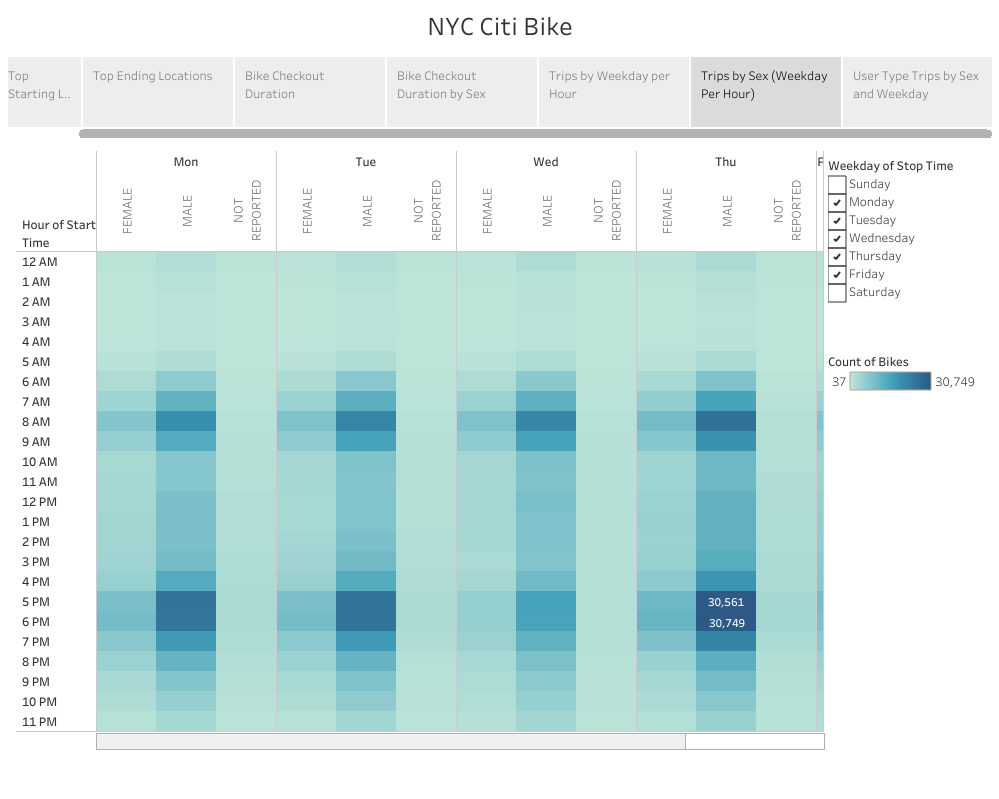 NYC Citi Bike
Top
Starting L..
Top Ending Locations
Bike Checkout
Duration
Bike Checkout
Duration by Sex
Trips by Weekday per
Hour
Trips by Sex (Weekday
Per Hour)
User Type Trips by Sex
and Weekday
Mon
Tue
Wed
Thu
F
Hour of Start
Time
FEMALE
MALE
NOT
REPORTED
FEMALE
MALE
NOT
REPORTED
FEMALE
MALE
NOT
REPORTED
FEMALE
MALE
NOT
REPORTED
12 AM
1 AM
2 AM
3 AM
4 AM
5 AM
6 AM
7 AM
8 AM
9 AM
10 AM
11 AM
12 PM
1 PM
2 PM
3 PM
4 PM
5 PM
30,561
6 PM
30,749
7 PM
8 PM
9 PM
10 PM
11 PM
Weekday of Stop Time
Sunday
Monday
Tuesday
Wednesday
Thursday
Friday
Saturday
Count of Bikes
37 30,749